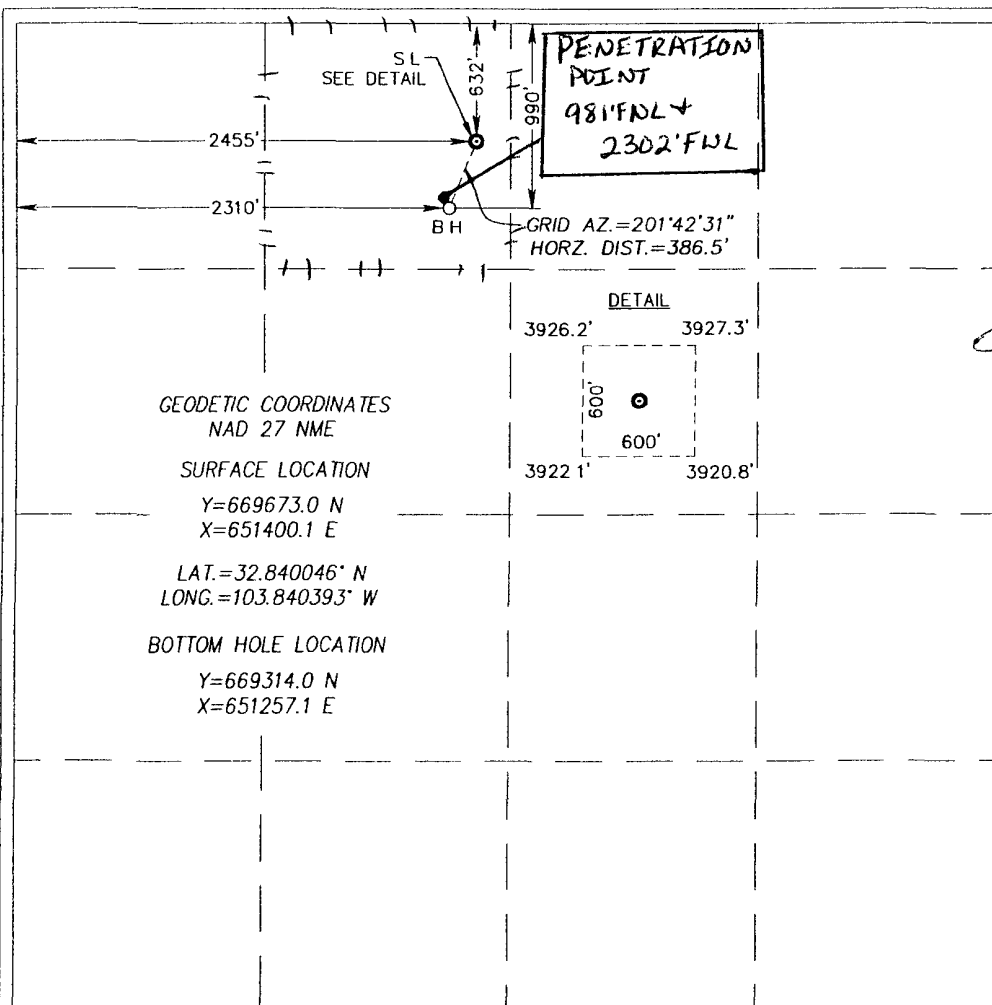 S L
SEE DETAIL
632'
990'
PENETRATION
POINT
981'FNL +
2302'FWL
2455'
2310'
B H
GRID AZ.=201°42'31"
HORZ. DIST.=386.5'
DETAIL
3926.2'
3927.3'
600'
600'
3922 1'
3920.8'
GEODETIC COORDINATES
NAD 27 NME
SURFACE LOCATION
Y=669673.0 N
X=651400.1 E
LAT.=32.840046° N
LONG.=103.840393° W
BOTTOM HOLE LOCATION
Y=669314.0 N
X=651257.1 E